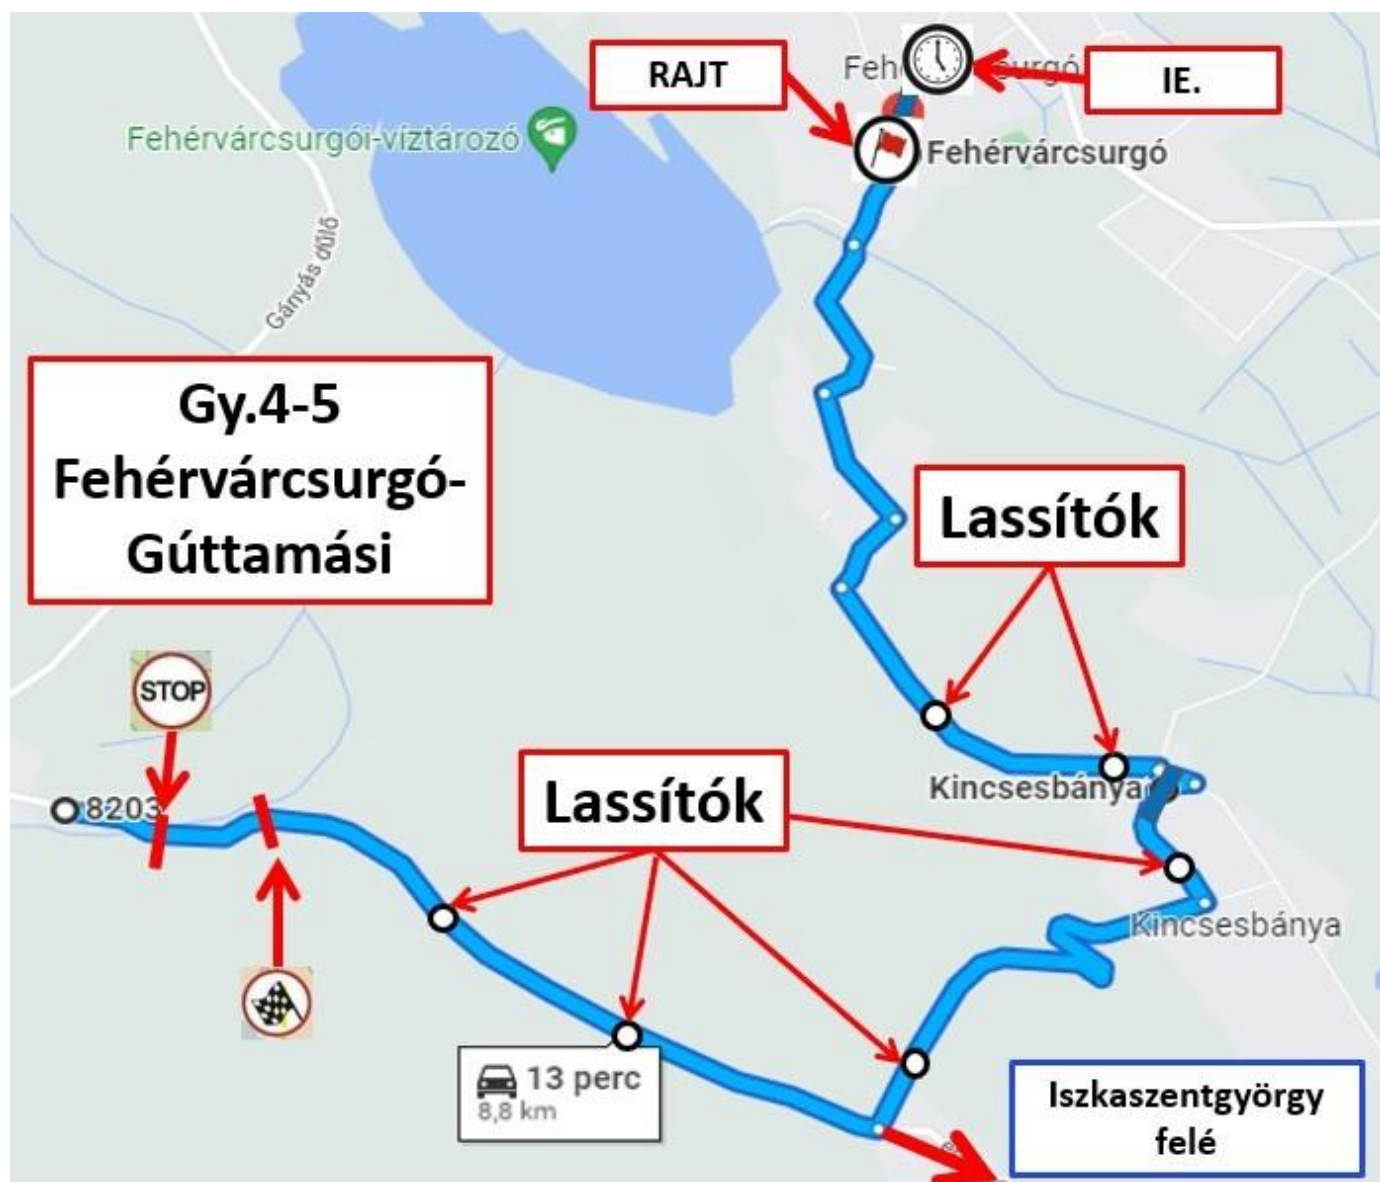 RAJT
IE.
Fehérvárcsurgó
Fehérvárcsurgói-víztározó
Gányás dűlő
Gy.4-5
Fehérvárcsurgó-
Gúttamási
Lassítók
STOP
8203
Lassítók
Kincsesbánya
Kincsesbánya
13 perc
8,8 km
Iszkaszentgyörgy
felé